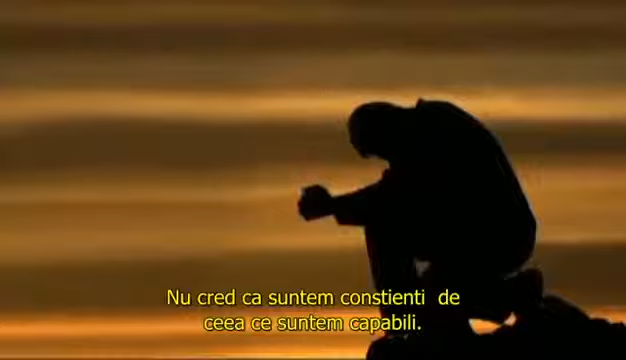 Nu cred ca suntem constienti de
ceea ce suntem capabili.